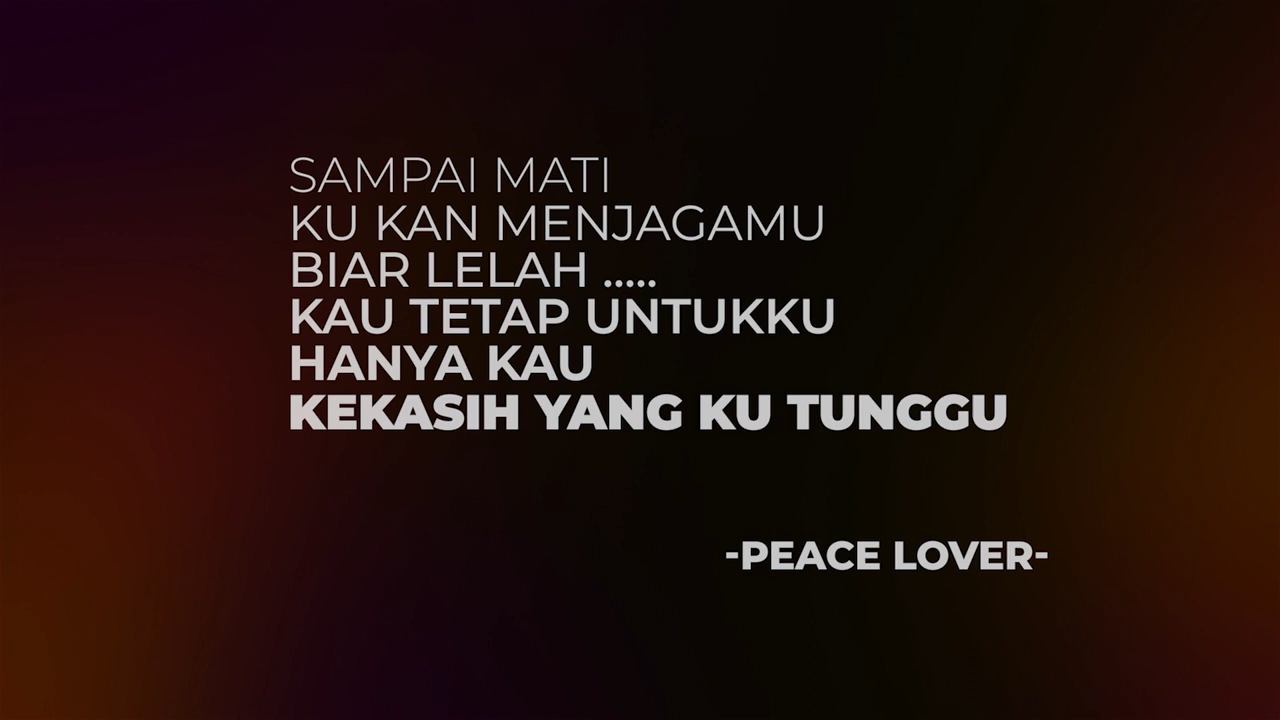 SAMPAI MATI
KU KAN MENJAGAMU
BIAR LELAH .....
KAU TETAP UNTUKKU
HANYA KAU
KEKASIH YANG KU TUNGGU
-PEACE LOVER-